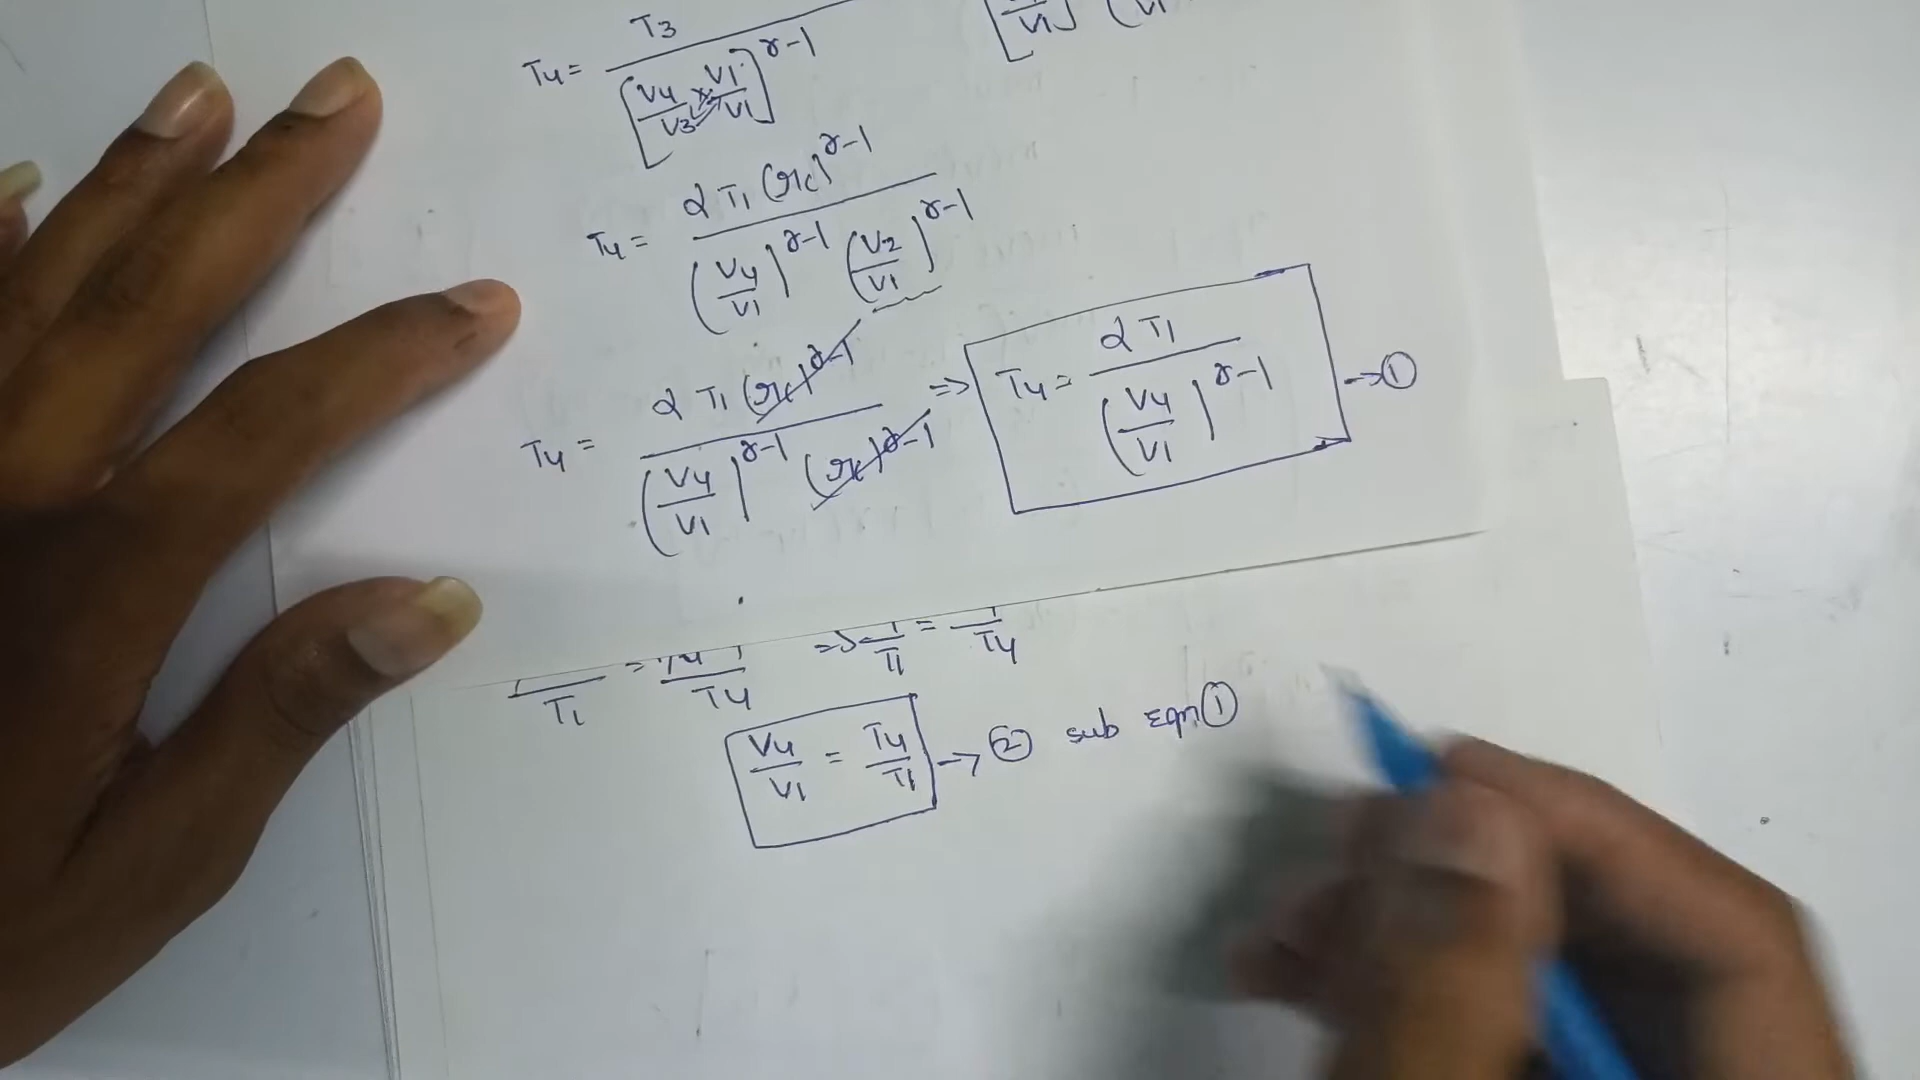 T4 = T3 / [V4/V3 × V1/V1]^γ-1
T4 = α T1 (rc)^γ-1 / (V4/V1)^γ-1 (V2/V1)^γ-1
T4 = α T1 (rc)^γ-1 / (V4/V1)^γ-1 (rc)^γ-1 => T4 = α T1 / (V4/V1)^γ-1 → ①
V4/V1 = T4/T1 → ② sub Eqn ①